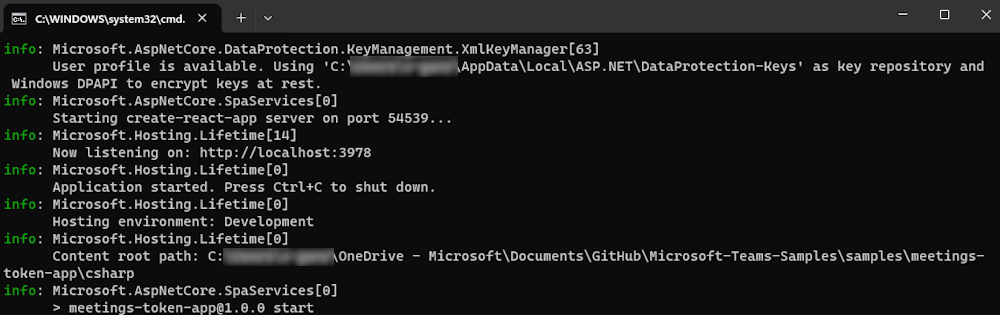 C:\WINDOWS\system32\cmd.
info: Microsoft.AspNetCore.DataProtection.KeyManagement.XmlKeyManager[63]
User profile is available. Using 'C:\ \AppData\Local\ASP.NET\DataProtection-Keys' as key repository and
Windows DPAPI to encrypt keys at rest.
info: Microsoft.AspNetCore.SpaServices[0]
Starting create-react-app server on port 54539...
info: Microsoft.Hosting.Lifetime[14]
Now listening on: http://localhost:3978
info: Microsoft.Hosting.Lifetime[0]
Application started. Press Ctrl+C to shut down.
info: Microsoft.Hosting.Lifetime[0]
Hosting environment: Development
info: Microsoft.Hosting.Lifetime[0]
Content root path: C: \OneDrive - Microsoft\Documents\GitHub\Microsoft-Teams-Samples\samples\meetings-
token-app\csharp
info: Microsoft.AspNetCore.SpaServices[0]
> meetings-token-app@1.0.0 start